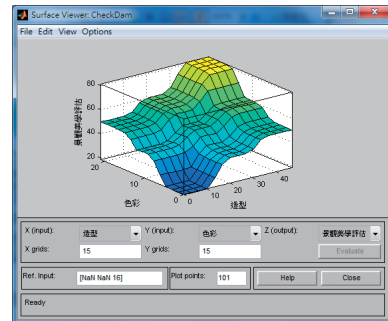 Surface Viewer: CheckDam
File Edit View Options
80
60
40
20
景觀美學評估
20
10
0
色彩
0
10
20
30
40
造型
X (input): 造型 Y (input): 色彩 Z (output): 景觀美學評估
X grids: 15 Y grids: 15 Evaluate
Ref. Input: [NaN NaN 16] Plot points: 101 Help Close
Ready